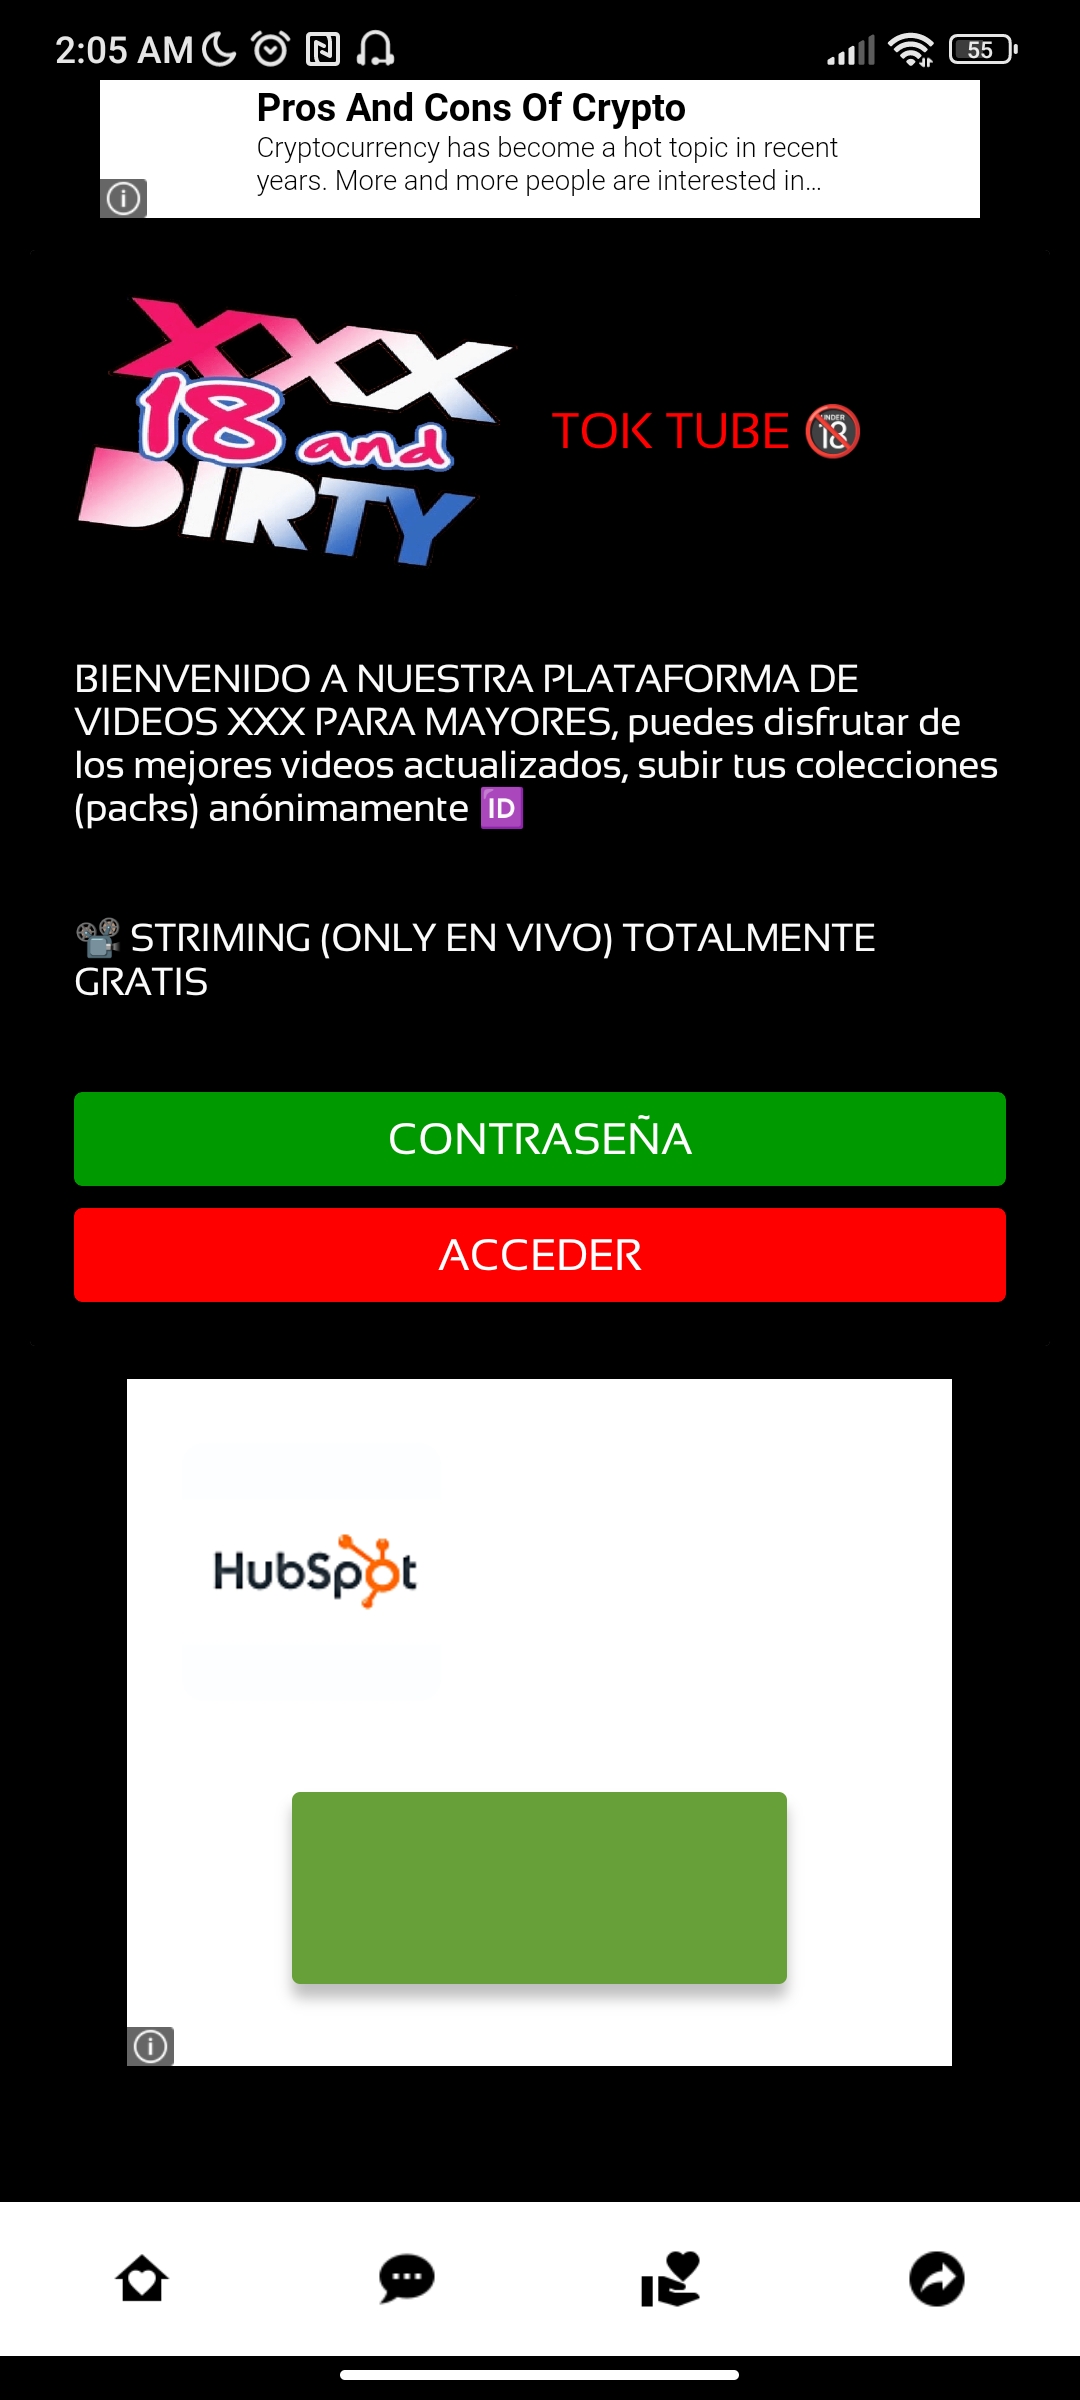 2:05 AM
55
Pros And Cons Of Crypto
Cryptocurrency has become a hot topic in recent
years. More and more people are interested in...
XXX
18 and
DIRTY
TOK TUBE 🔞
BIENVENIDO A NUESTRA PLATAFORMA DE
VIDEOS XXX PARA MAYORES, puedes disfrutar de
los mejores videos actualizados, subir tus colecciones
(packs) anónimamente 🆔
📽 STRIMING (ONLY EN VIVO) TOTALMENTE
GRATIS
CONTRASEÑA
ACCEDER
HubSpot